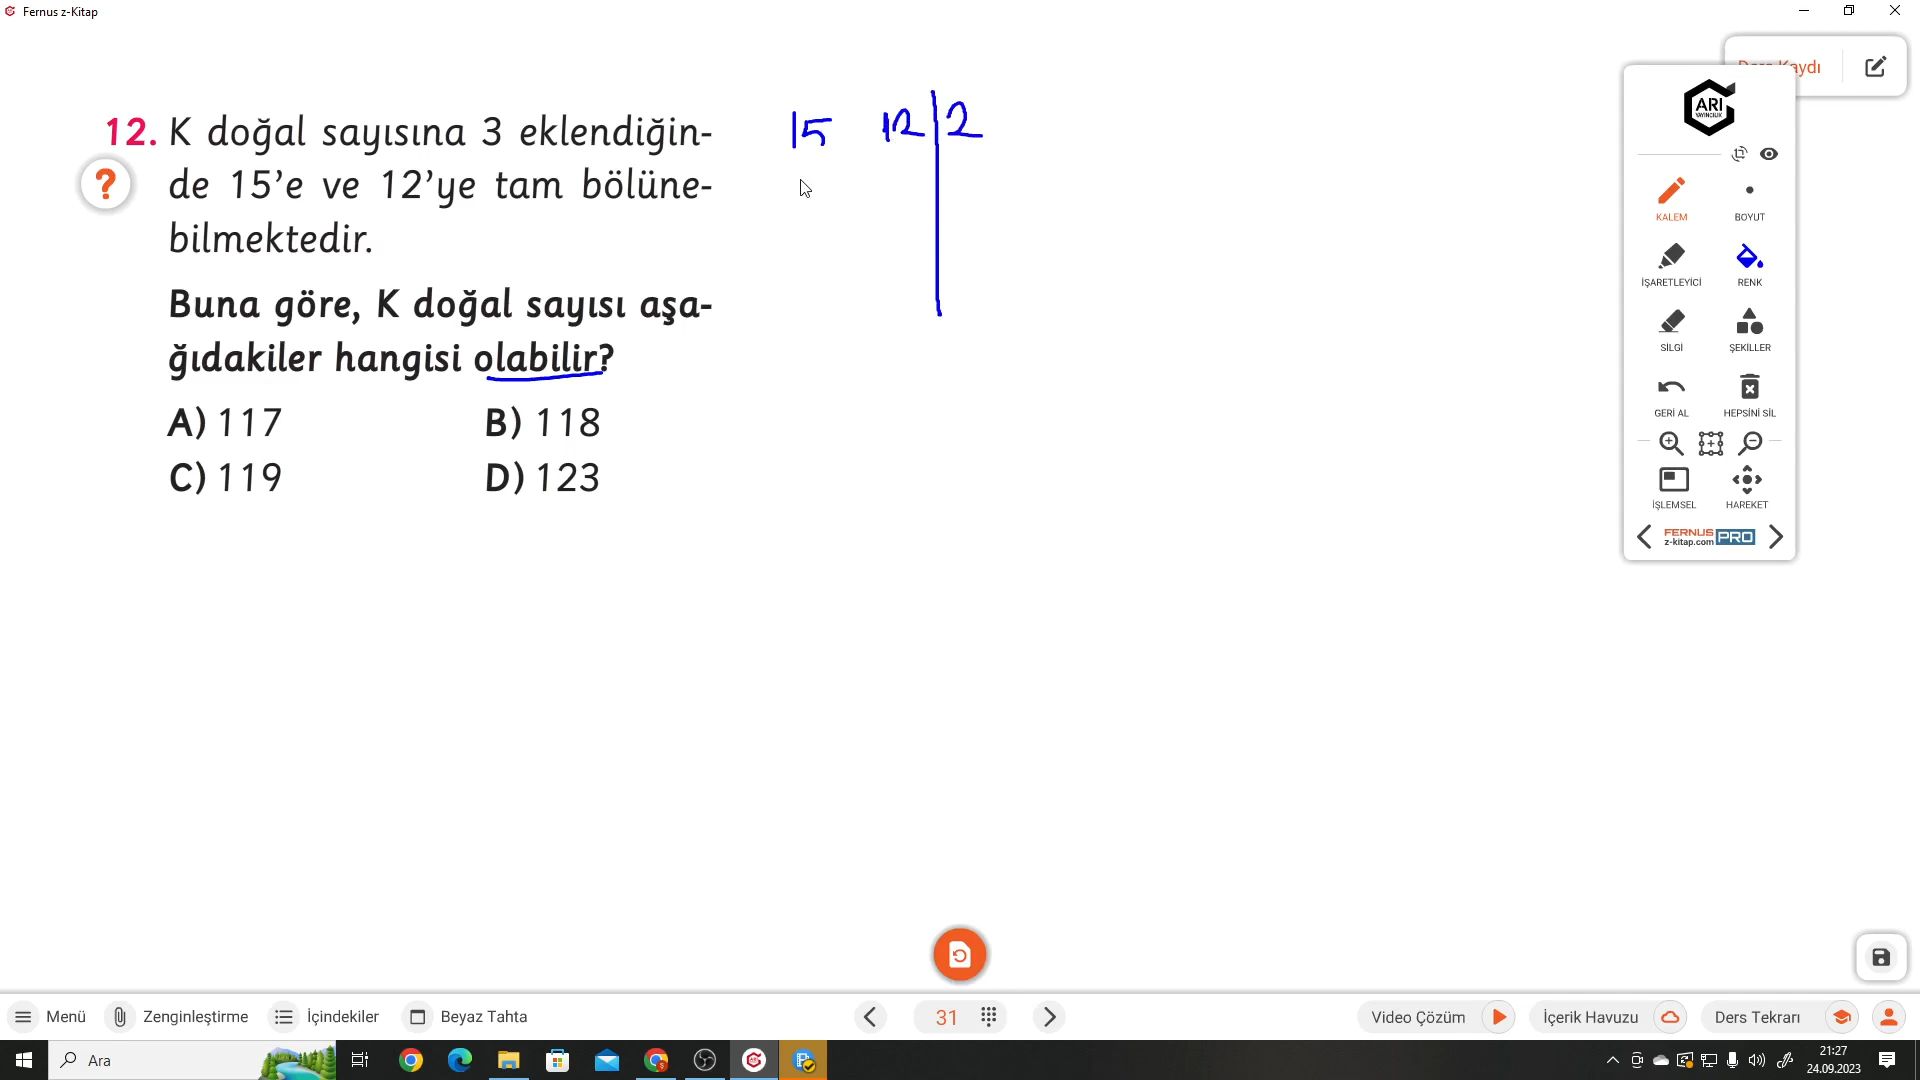 Fernus z-Kitap
Ders Kaydı
ARI
YAYINCILIK
12. K doğal sayısına 3 eklendiğin-
de 15'e ve 12'ye tam bölüne-
bilmektedir.
Buna göre, K doğal sayısı aşa-
ğıdakiler hangisi olabilir?
A) 117 B) 118
C) 119 D) 123
?
15 12 2
KALEM BOYUT
İŞARETLEYİCİ RENK
SİLGİ ŞEKİLLER
GERİ AL HEPSİNİ SİL
İŞLEMSEL HAREKET
FERNUS PRO
z-kitap.com
Menü Zenginleştirme İçindekiler Beyaz Tahta 31 Video Çözüm İçerik Havuzu Ders Tekrarı
Ara
21:27
24.09.2023